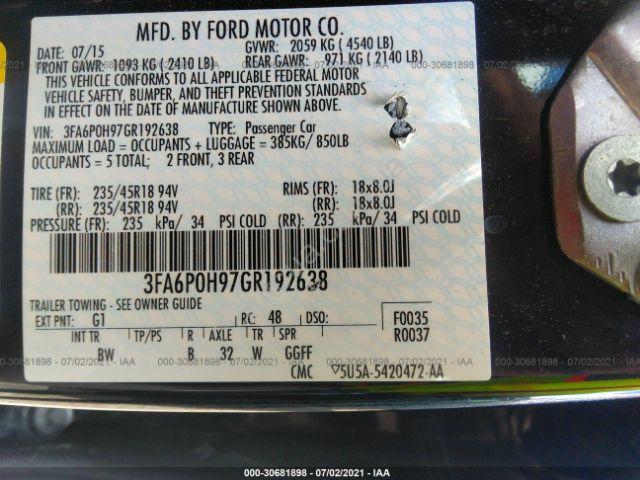 MFD. BY FORD MOTOR CO.
DATE: 07/15 GVWR: 2059 KG ( 4540 LB)
FRONT GAWR: 1093 KG (2410 LB) REAR GAWR: 971 KG ( 2140 LB)
THIS VEHICLE CONFORMS TO ALL APPLICABLE FEDERAL MOTOR
VEHICLE SAFETY, BUMPER, AND THEFT PREVENTION STANDARDS
IN EFFECT ON THE DATE OF MANUFACTURE SHOWN ABOVE.
VIN: 3FA6P0H97GR192638 TYPE: Passenger Car
MAXIMUM LOAD = OCCUPANTS + LUGGAGE = 385KG/ 850LB
OCCUPANTS = 5 TOTAL; 2 FRONT, 3 REAR
TIRE (FR): 235/45R18 94V RIMS (FR): 18x8.0J
(RR): 235/45R18 94V (RR): 18x8.0J
PRESSURE (FR): 235 kPa/ 34 PSI COLD (RR): 235 kPa/ 34 PSI COLD
3FA6P0H97GR192638
TRAILER TOWING - SEE OWNER GUIDE
EXT PNT: G1 RC: 48 DSO: F0035
INT TR TP/PS R AXLE TR SPR R0037
BW B 32 W GGFF
CMC ▽5U5A-5420472-AA
000-30681898 - 07/02/2021 - IAA